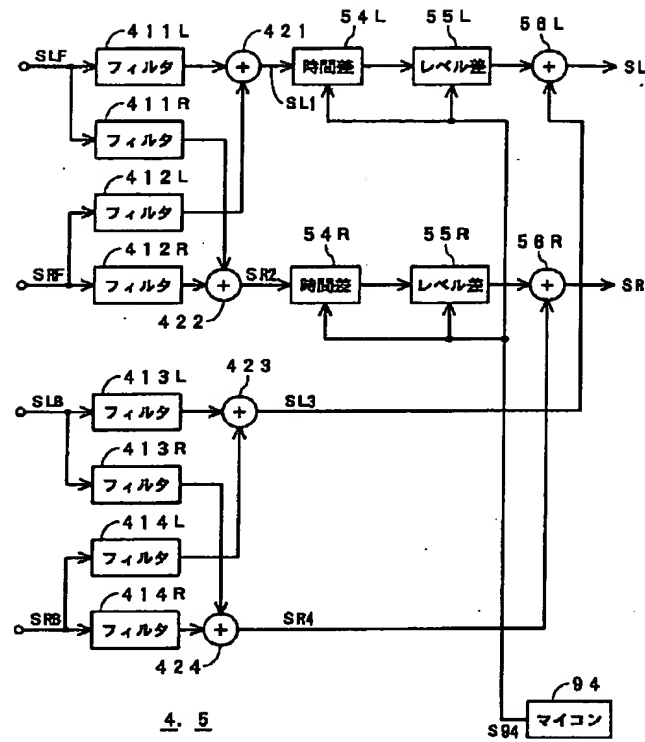 411L 421 54L 55L 56L
SLF フィルタ + 時間差 レベル差 + SL
SL1
411R
フィルタ
412L
フィルタ
412R 54R 55R 56R
SRF フィルタ + SR2 時間差 レベル差 + SR
422
413L 423
SLB フィルタ + SL3
413R
フィルタ
414L
フィルタ
414R
SRB フィルタ + SR4
424
94
4. 5 S94 マイコン